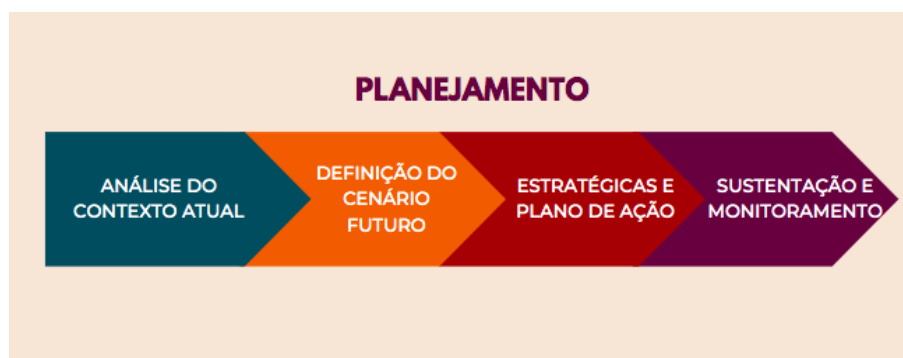 PLANEJAMENTO
ANÁLISE DO
CONTEXTO ATUAL
DEFINIÇÃO DO
CENÁRIO
FUTURO
ESTRATÉGICAS E
PLANO DE AÇÃO
SUSTENTAÇÃO E
MONITORAMENTO